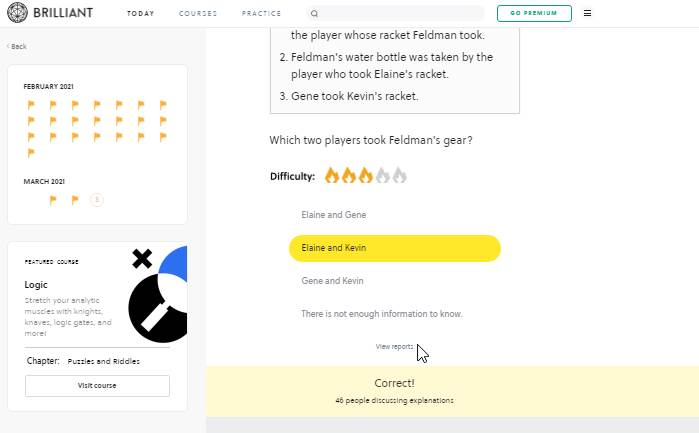 BRILLIANT TODAY COURSES PRACTICE GO PREMIUM
‹ Back
FEBRUARY 2021
MARCH 2021
3
FEATURED COURSE
Logic
Stretch your analytic
muscles with knights,
knaves, logic gates, and
more!
Chapter: Puzzles and Riddles
Visit course
the player whose racket Feldman took.
2. Feldman's water bottle was taken by the
player who took Elaine's racket.
3. Gene took Kevin's racket.
Which two players took Feldman's gear?
Difficulty:
Elaine and Gene
Elaine and Kevin
Gene and Kevin
There is not enough information to know.
View reports
Correct!
46 people discussing explanations